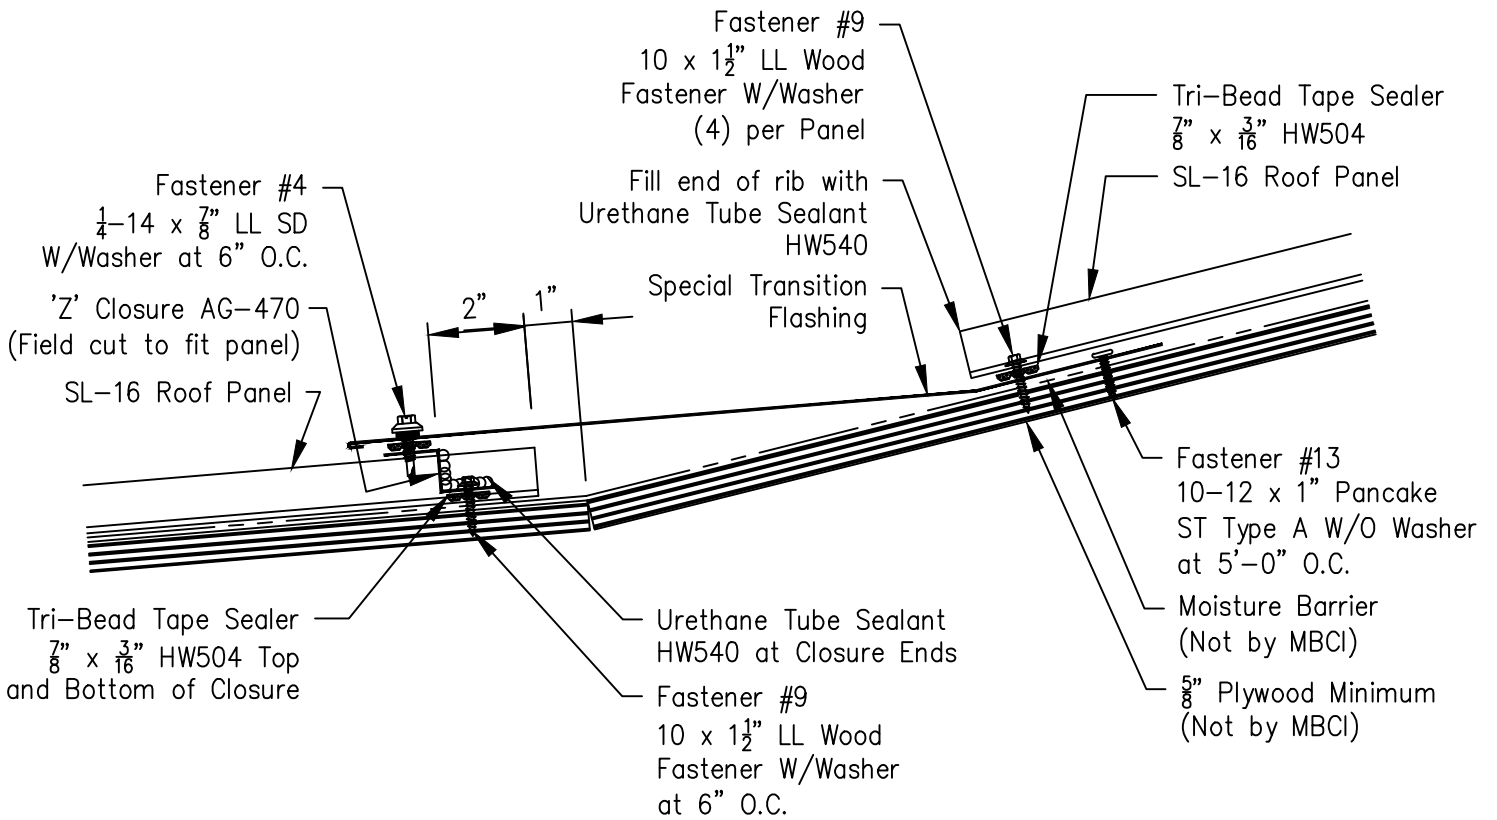 Fastener #9
10 x 1 1/2" LL Wood
Fastener W/Washer
(4) per Panel
Tri-Bead Tape Sealer
7/8" x 3/16" HW504
SL-16 Roof Panel
Fill end of rib with
Urethane Tube Sealant
HW540
Special Transition
Flashing
Fastener #4
1/4-14 x 7/8" LL SD
W/Washer at 6" O.C.
'Z' Closure AG-470
(Field cut to fit panel)
SL-16 Roof Panel
2"
1"
Fastener #13
10-12 x 1" Pancake
ST Type A W/O Washer
at 5'-0" O.C.
Moisture Barrier
(Not by MBCI)
5/8" Plywood Minimum
(Not by MBCI)
Tri-Bead Tape Sealer
7/8" x 3/16" HW504 Top
and Bottom of Closure
Urethane Tube Sealant
HW540 at Closure Ends
Fastener #9
10 x 1 1/2" LL Wood
Fastener W/Washer
at 6" O.C.